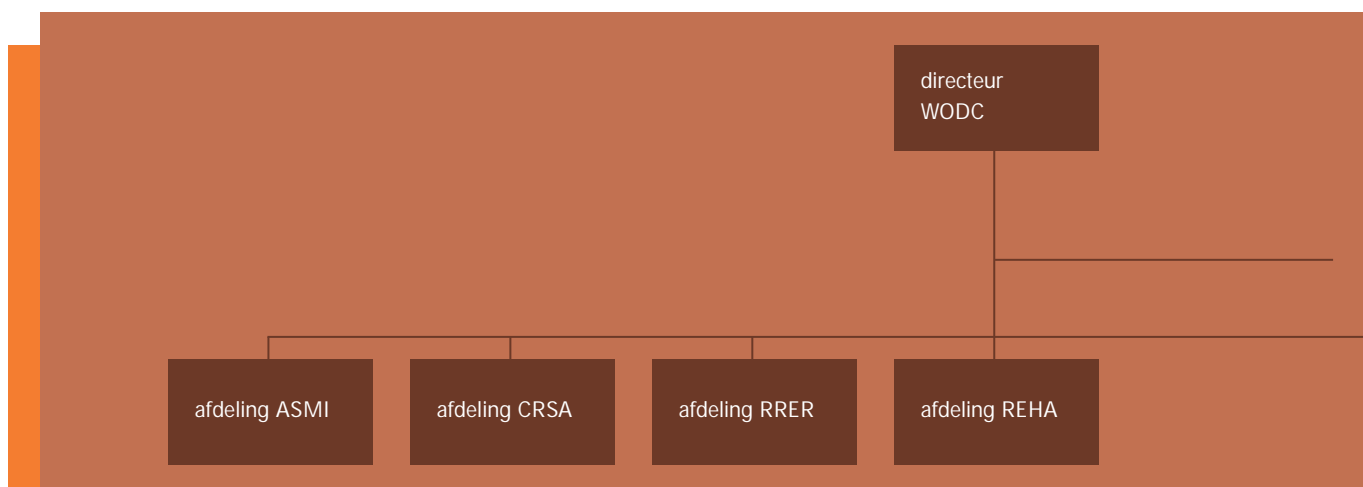 directeur
WODC
afdeling ASMI
afdeling CRSA
afdeling RRER
afdeling REHA